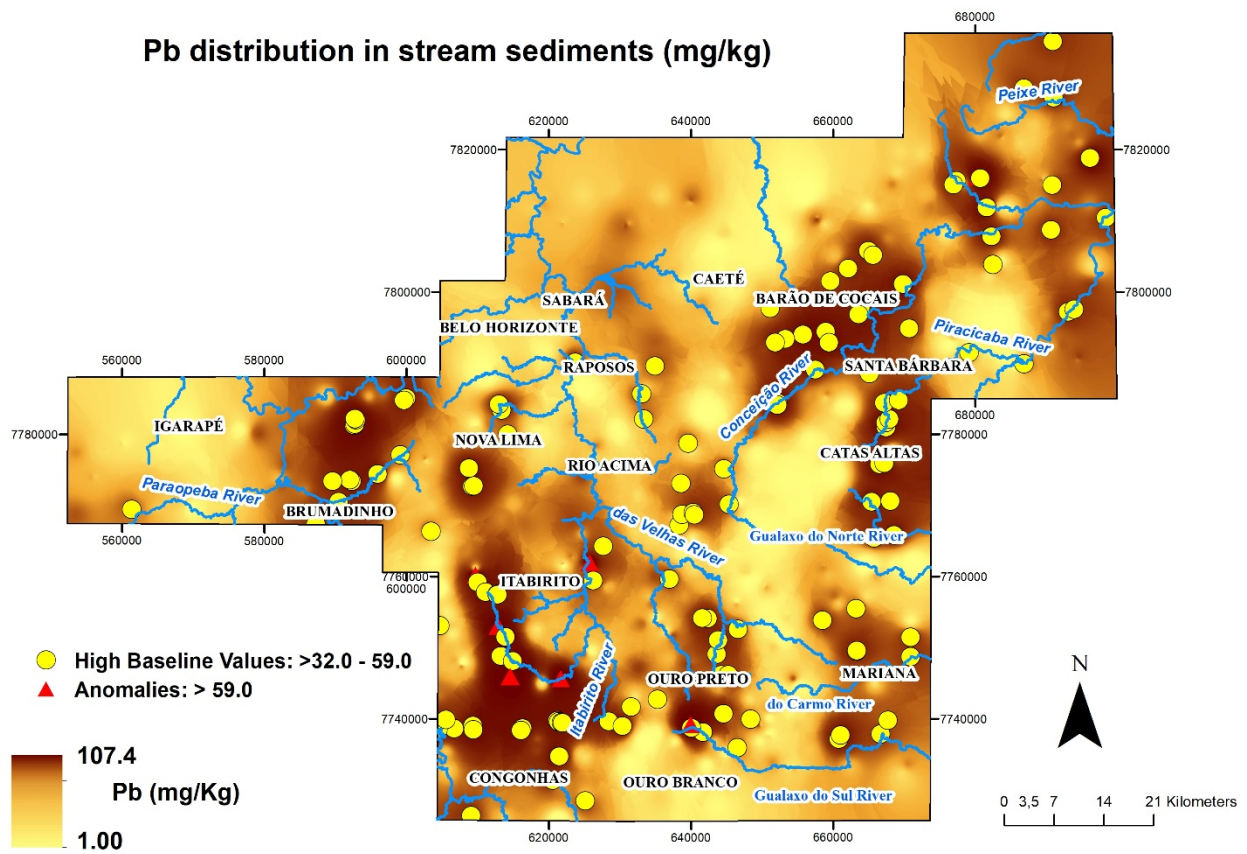 Pb distribution in stream sediments (mg/kg)
680000
Peixe River
620000 640000 660000
7820000 7820000
CAETÉ
7800000 SABARÁ BARÃO DE COCAIS 7800000
BELO HORIZONTE
Piracicaba River
560000 580000 600000
RAPOSOS SANTA BÁRBARA
Conceição River
680000
IGARAPÉ
7780000 NOVA LIMA 7780000
CATAS ALTAS
RIO ACIMA
Paraopeba River
BRUMADINHO
das Velhas River
Gualaxo do Norte River
560000 580000
7760000 ITABIRITO 7760000
600000
High Baseline Values: >32.0 - 59.0
Anomalies: > 59.0
Itabirito River
OURO PRETO MARIANA
N
do Carmo River
7740000 7740000
107.4
Pb (mg/Kg)
1.00
CONGONHAS OURO BRANCO
Gualaxo do Sul River
0 3,5 7 14 21 Kilometers
620000 640000 660000